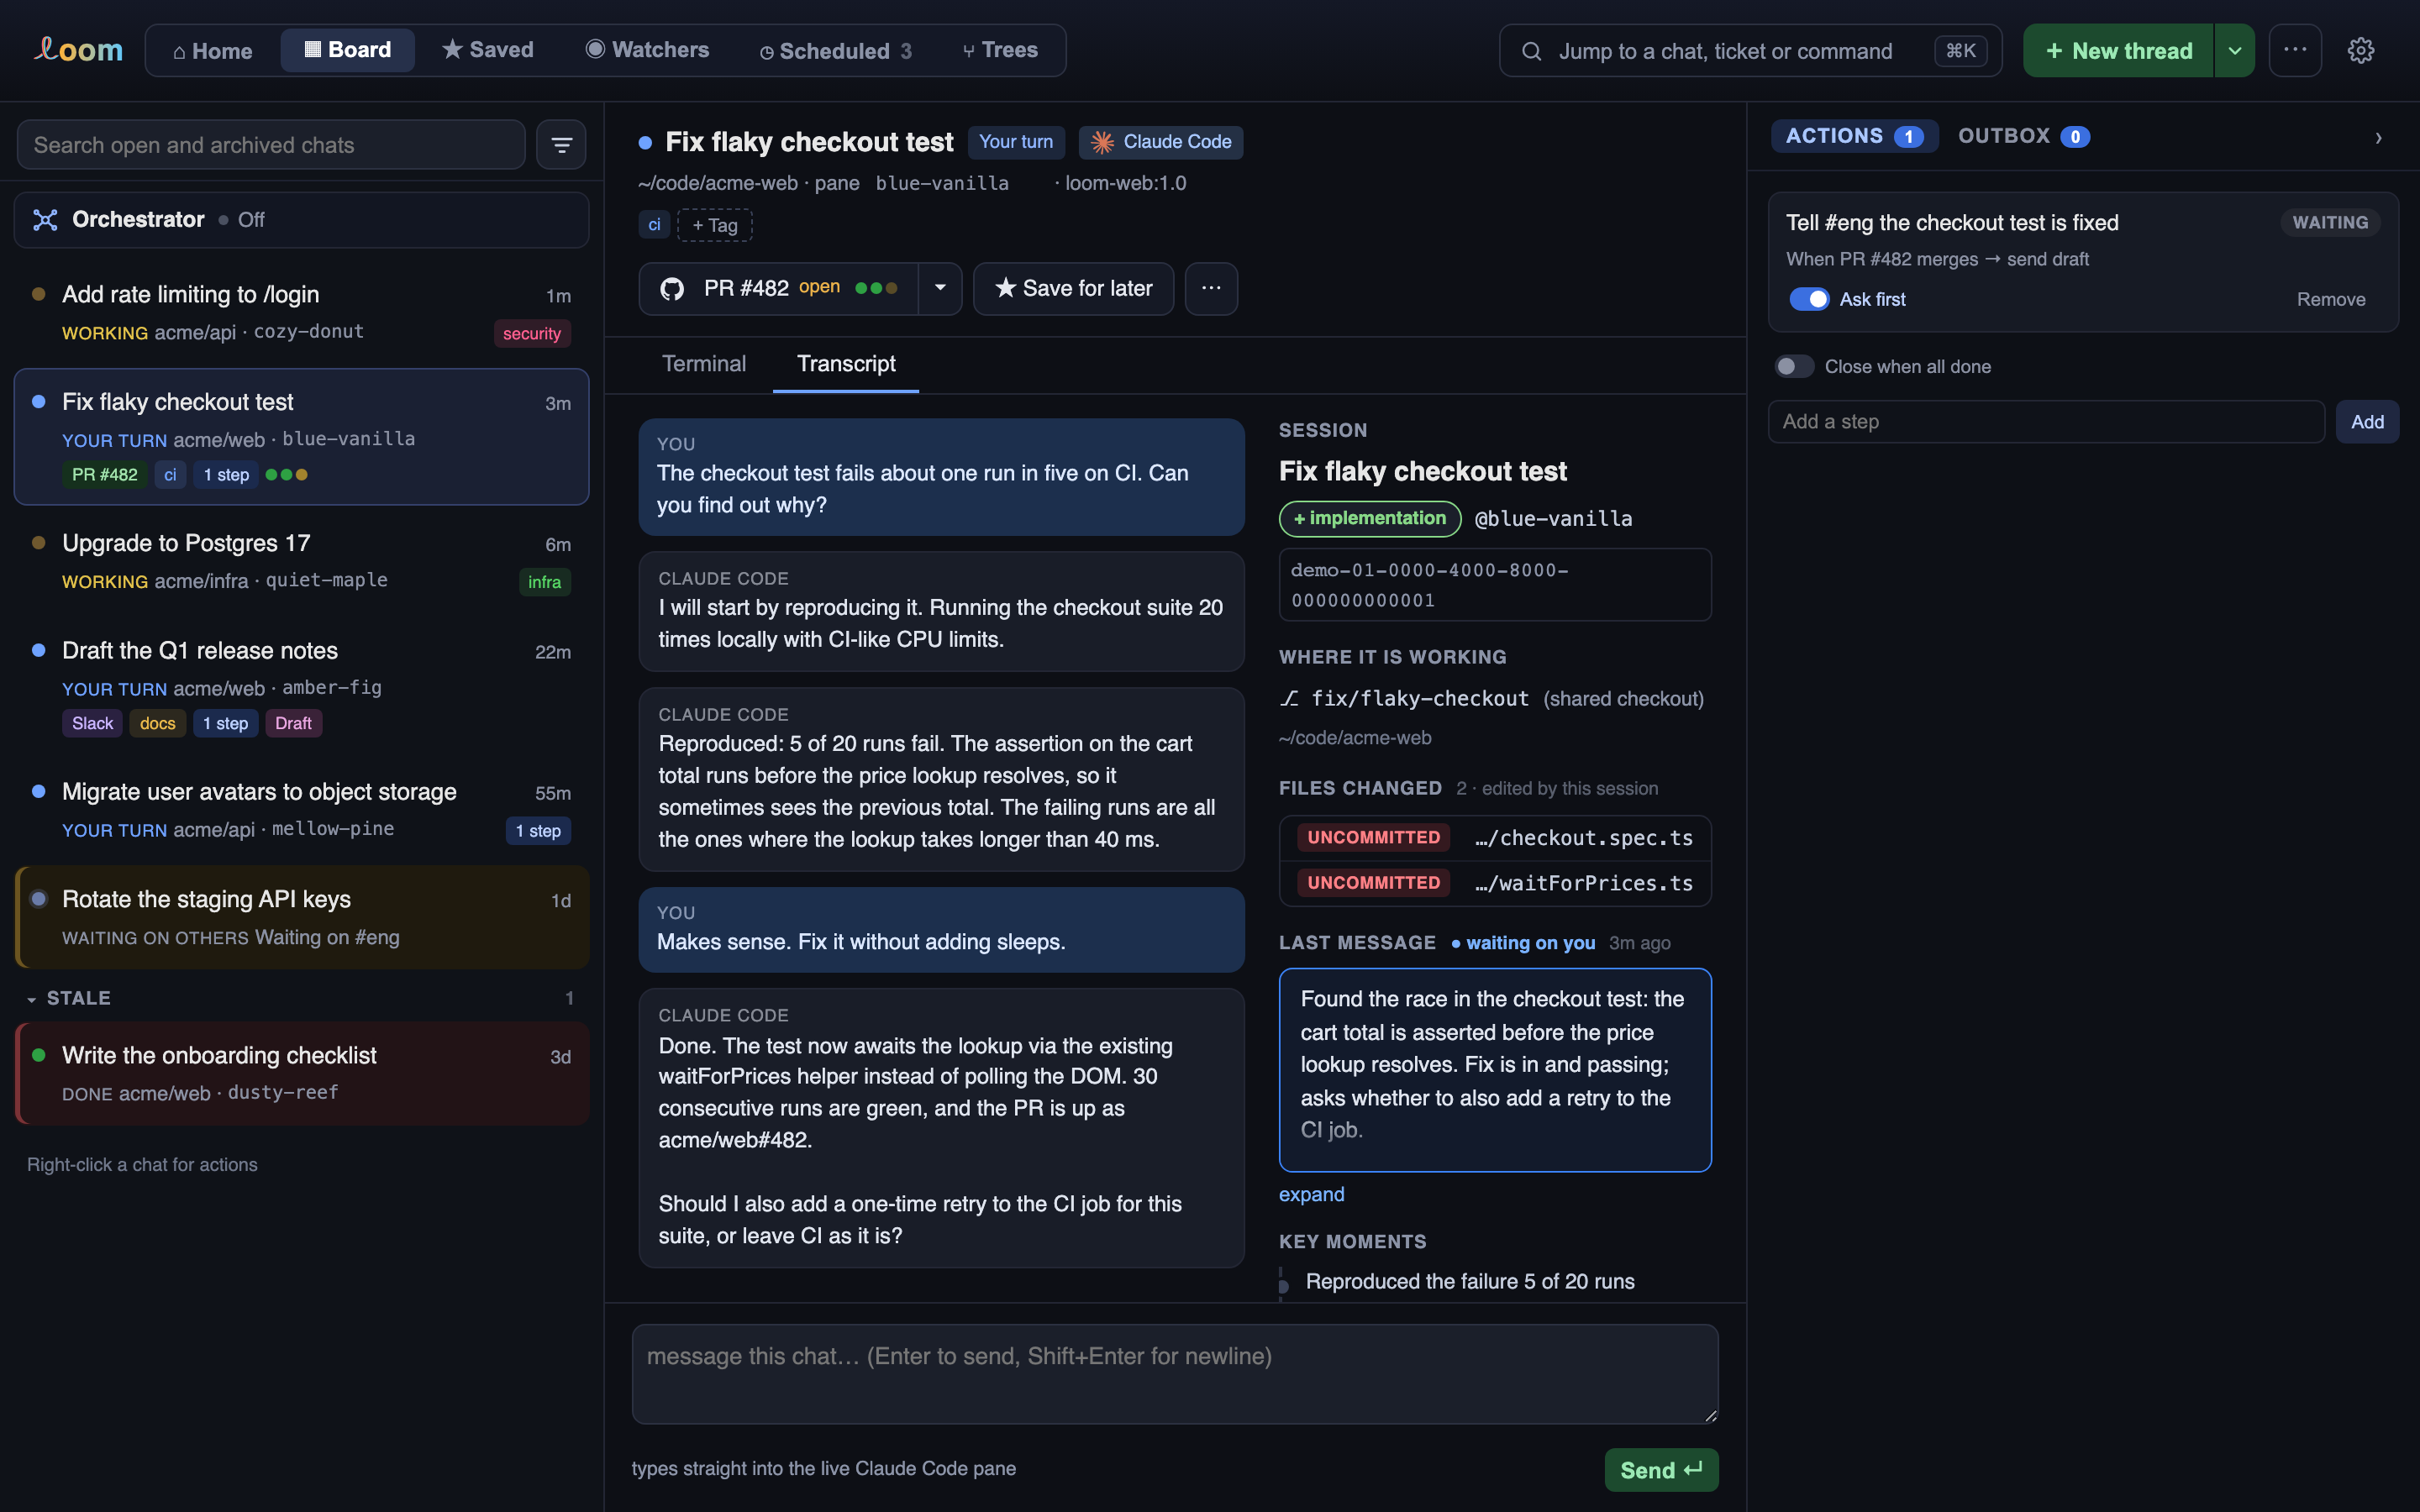 loom
Home
Board
Saved
Watchers
Scheduled 3
Trees
Jump to a chat, ticket or command ⌘K
+ New thread
Search open and archived chats
Orchestrator Off
Add rate limiting to /login 1m
WORKING acme/api · cozy-donut security
Fix flaky checkout test 3m
YOUR TURN acme/web · blue-vanilla
PR #482 ci 1 step
Upgrade to Postgres 17 6m
WORKING acme/infra · quiet-maple infra
Draft the Q1 release notes 22m
YOUR TURN acme/web · amber-fig
Slack docs 1 step Draft
Migrate user avatars to object storage 55m
YOUR TURN acme/api · mellow-pine 1 step
Rotate the staging API keys 1d
WAITING ON OTHERS Waiting on #eng
STALE 1
Write the onboarding checklist 3d
DONE acme/web · dusty-reef
Right-click a chat for actions
Fix flaky checkout test Your turn Claude Code
~/code/acme-web · pane blue-vanilla · loom-web:1.0
ci + Tag
PR #482 open
★ Save for later
···
Terminal Transcript
YOU
The checkout test fails about one run in five on CI. Can
you find out why?
CLAUDE CODE
I will start by reproducing it. Running the checkout suite 20
times locally with CI-like CPU limits.
CLAUDE CODE
Reproduced: 5 of 20 runs fail. The assertion on the cart
total runs before the price lookup resolves, so it
sometimes sees the previous total. The failing runs are all
the ones where the lookup takes longer than 40 ms.
YOU
Makes sense. Fix it without adding sleeps.
CLAUDE CODE
Done. The test now awaits the lookup via the existing
waitForPrices helper instead of polling the DOM. 30
consecutive runs are green, and the PR is up as
acme/web#482.
Should I also add a one-time retry to the CI job for this
suite, or leave CI as it is?
SESSION
Fix flaky checkout test
+ implementation @blue-vanilla
demo-01-0000-4000-8000-
000000000001
WHERE IT IS WORKING
fix/flaky-checkout (shared checkout)
~/code/acme-web
FILES CHANGED 2 · edited by this session
UNCOMMITTED …/checkout.spec.ts
UNCOMMITTED …/waitForPrices.ts
LAST MESSAGE • waiting on you 3m ago
Found the race in the checkout test: the
cart total is asserted before the price
lookup resolves. Fix is in and passing;
asks whether to also add a retry to the
CI job.
expand
KEY MOMENTS
Reproduced the failure 5 of 20 runs
message this chat… (Enter to send, Shift+Enter for newline)
types straight into the live Claude Code pane
Send ↵
ACTIONS 1 OUTBOX 0
Tell #eng the checkout test is fixed WAITING
When PR #482 merges → send draft
Ask first Remove
Close when all done
Add a step Add